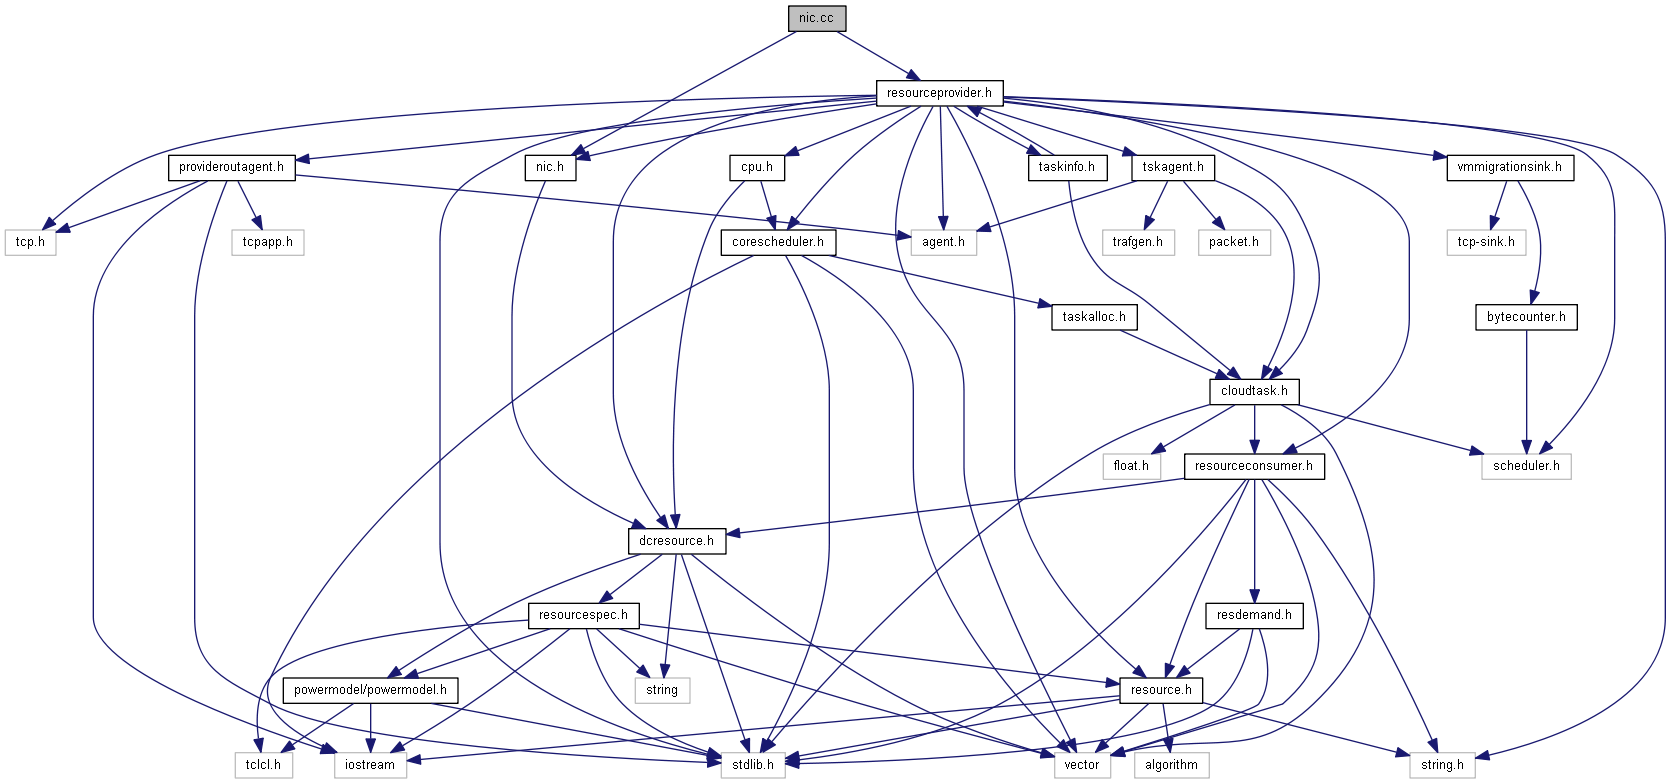 nic.cc
resourceprovider.h
provideroutagent.h
nic.h
cpu.h
taskinfo.h
tskagent.h
vmmigrationsink.h
tcp.h
tcpapp.h
corescheduler.h
agent.h
trafgen.h
packet.h
tcp-sink.h
taskalloc.h
bytecounter.h
cloudtask.h
float.h
resourceconsumer.h
scheduler.h
dcresource.h
resourcespec.h
resdemand.h
powermodel/powermodel.h
string
resource.h
tclcl.h
iostream
stdlib.h
vector
algorithm
string.h